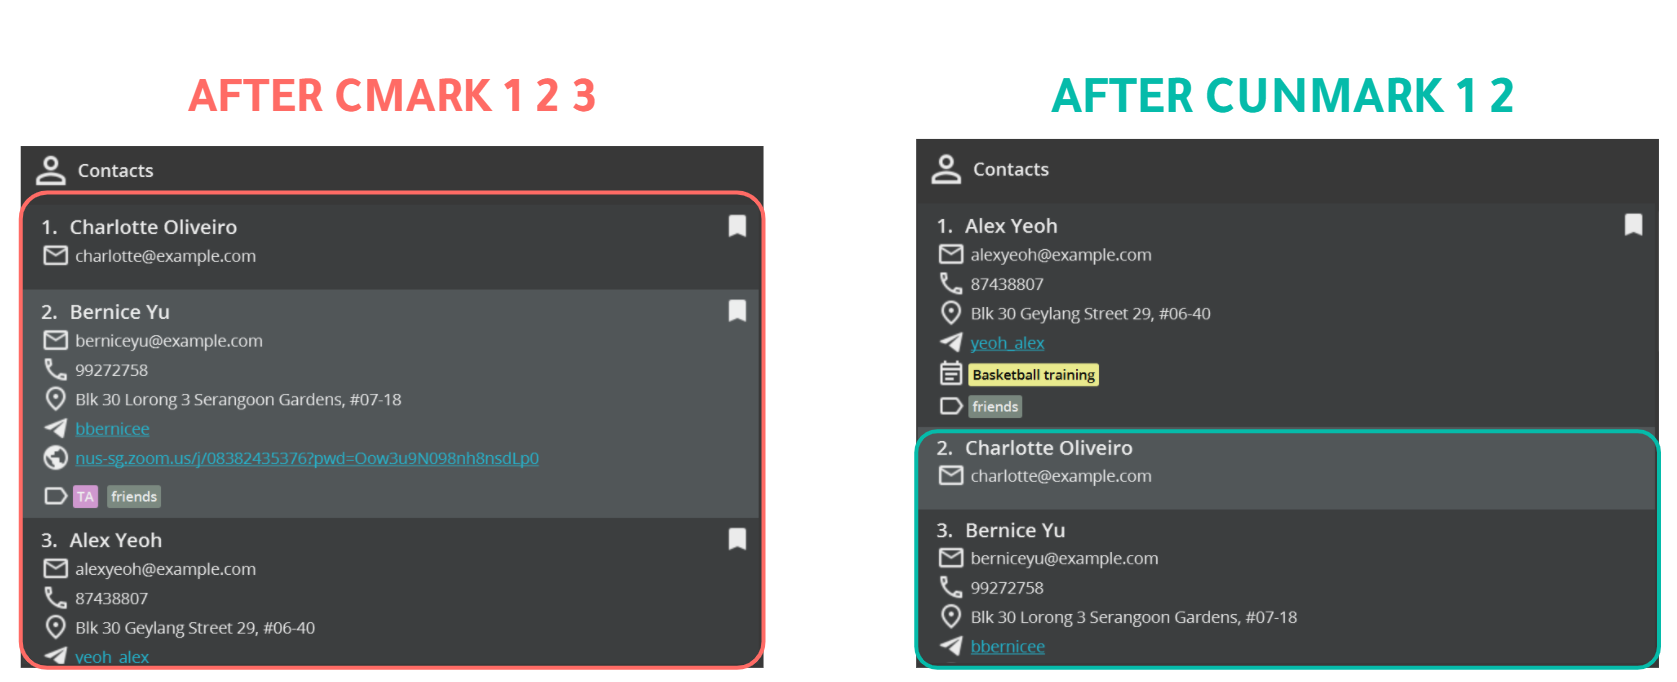 AFTER CMARK 1 2 3
Contacts
1. Charlotte Oliveiro
charlotte@example.com
2. Bernice Yu
berniceyu@example.com
99272758
Blk 30 Lorong 3 Serangoon Gardens, #07-18
bbernicee
nus-sg.zoom.us/j/08382435376?pwd=Oow3u9N098nh8nsdLp0
TA friends
3. Alex Yeoh
alexyeoh@example.com
87438807
Blk 30 Geylang Street 29, #06-40
yeoh_alex
AFTER CUNMARK 1 2
Contacts
1. Alex Yeoh
alexyeoh@example.com
87438807
Blk 30 Geylang Street 29, #06-40
yeoh_alex
Basketball training
friends
2. Charlotte Oliveiro
charlotte@example.com
3. Bernice Yu
berniceyu@example.com
99272758
Blk 30 Lorong 3 Serangoon Gardens, #07-18
bbernicee